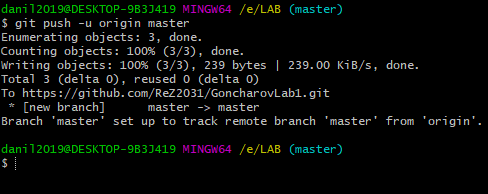 danil2019@DESKTOP-9B3J419 MINGW64 /e/LAB (master)
$ git push -u origin master
Enumerating objects: 3, done.
Counting objects: 100% (3/3), done.
Writing objects: 100% (3/3), 239 bytes | 239.00 KiB/s, done.
Total 3 (delta 0), reused 0 (delta 0)
To https://github.com/ReZ2031/GoncharovLab1.git
 * [new branch]      master -> master
Branch 'master' set up to track remote branch 'master' from 'origin'.
danil2019@DESKTOP-9B3J419 MINGW64 /e/LAB (master)
$